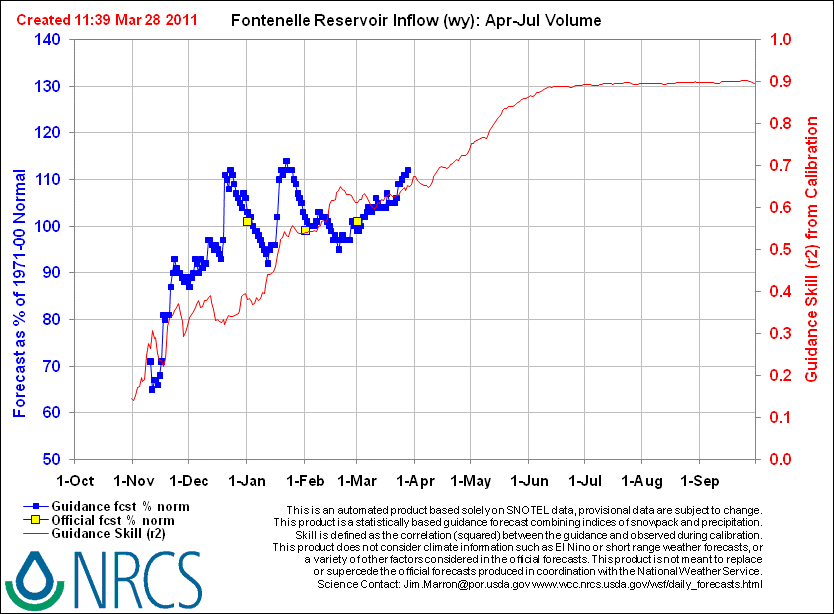 Created 11:39 Mar 28 2011
Fontenelle Reservoir Inflow (wy): Apr-Jul Volume
140
130
120
110
100
90
80
70
60
50
Forecast as % of 1971-00 Normal
1.0
0.9
0.8
0.7
0.6
0.5
0.4
0.3
0.2
0.1
0.0
Guidance Skill (r2) from Calibration
1-Oct 1-Nov 1-Dec 1-Jan 1-Feb 1-Mar 1-Apr 1-May 1-Jun 1-Jul 1-Aug 1-Sep
Guidance fcst % norm
Official fcst % norm
Guidance Skill (r2)
This is an automated product based solely on SNOTEL data, provisional data are subject to change.
This product is a statistically based guidance forecast combining indices of snowpack and precipitation.
Skill is defined as the correlation (squared) between the guidance and observed during calibration.
This product does not consider climate information such as El Nino or short range weather forecasts, or
a variety of other factors considered in the official forecasts. This product is not meant to replace
or supercede the official forecasts produced in coordination with the National Weather Service.
Science Contact: Jim.Marron@por.usda.gov www.wcc.nrcs.usda.gov/wsf/daily_forecasts.html
NRCS